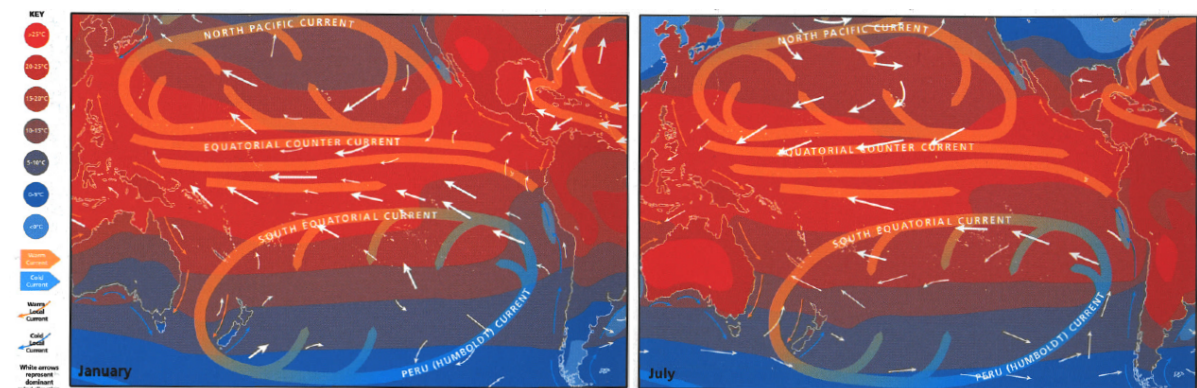 KEY
>25°C
20-25°C
15-20°C
10-15°C
5-10°C
0-5°C
<0°C
Warm
Current
Cold
Current
Warm
Local
Current
Cold
Local
Current
White arrows
represent
dominant
NORTH PACIFIC CURRENT
EQUATORIAL COUNTER CURRENT
SOUTH EQUATORIAL CURRENT
PERU (HUMBOLDT) CURRENT
January
NORTH PACIFIC CURRENT
EQUATORIAL COUNTER CURRENT
SOUTH EQUATORIAL CURRENT
PERU (HUMBOLDT) CURRENT
July